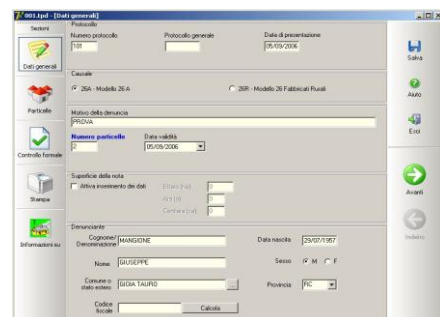 001.tpd - [Dati generali]
Sezioni
Dati generali
Particelle
Controllo formale
Stampa
Informazioni su
Protocollo
Numero protocollo Protocollo generale Data di presentazione
101 05/09/2006
Causale
26A - Modello 26 A 26R - Modello 26 Fabbricati Rurali
Motivo della denuncia
PROVA
Numero particelle Data validità
2 05/09/2006
Superficie della nota
Attiva inserimento dei dati Ettare (ha) 0
Are (a) 0
Centiare (ca) 0
Denunciante
Cognome/ Denominazione MANGIONE Data nascita 29/07/1957
Nome GIUSEPPE Sesso M F
Comune o stato estero GIOIA TAURO ... Provincia RC
Codice fiscale Calcola
Salva
Aiuto
Esci
Avanti
Indietro